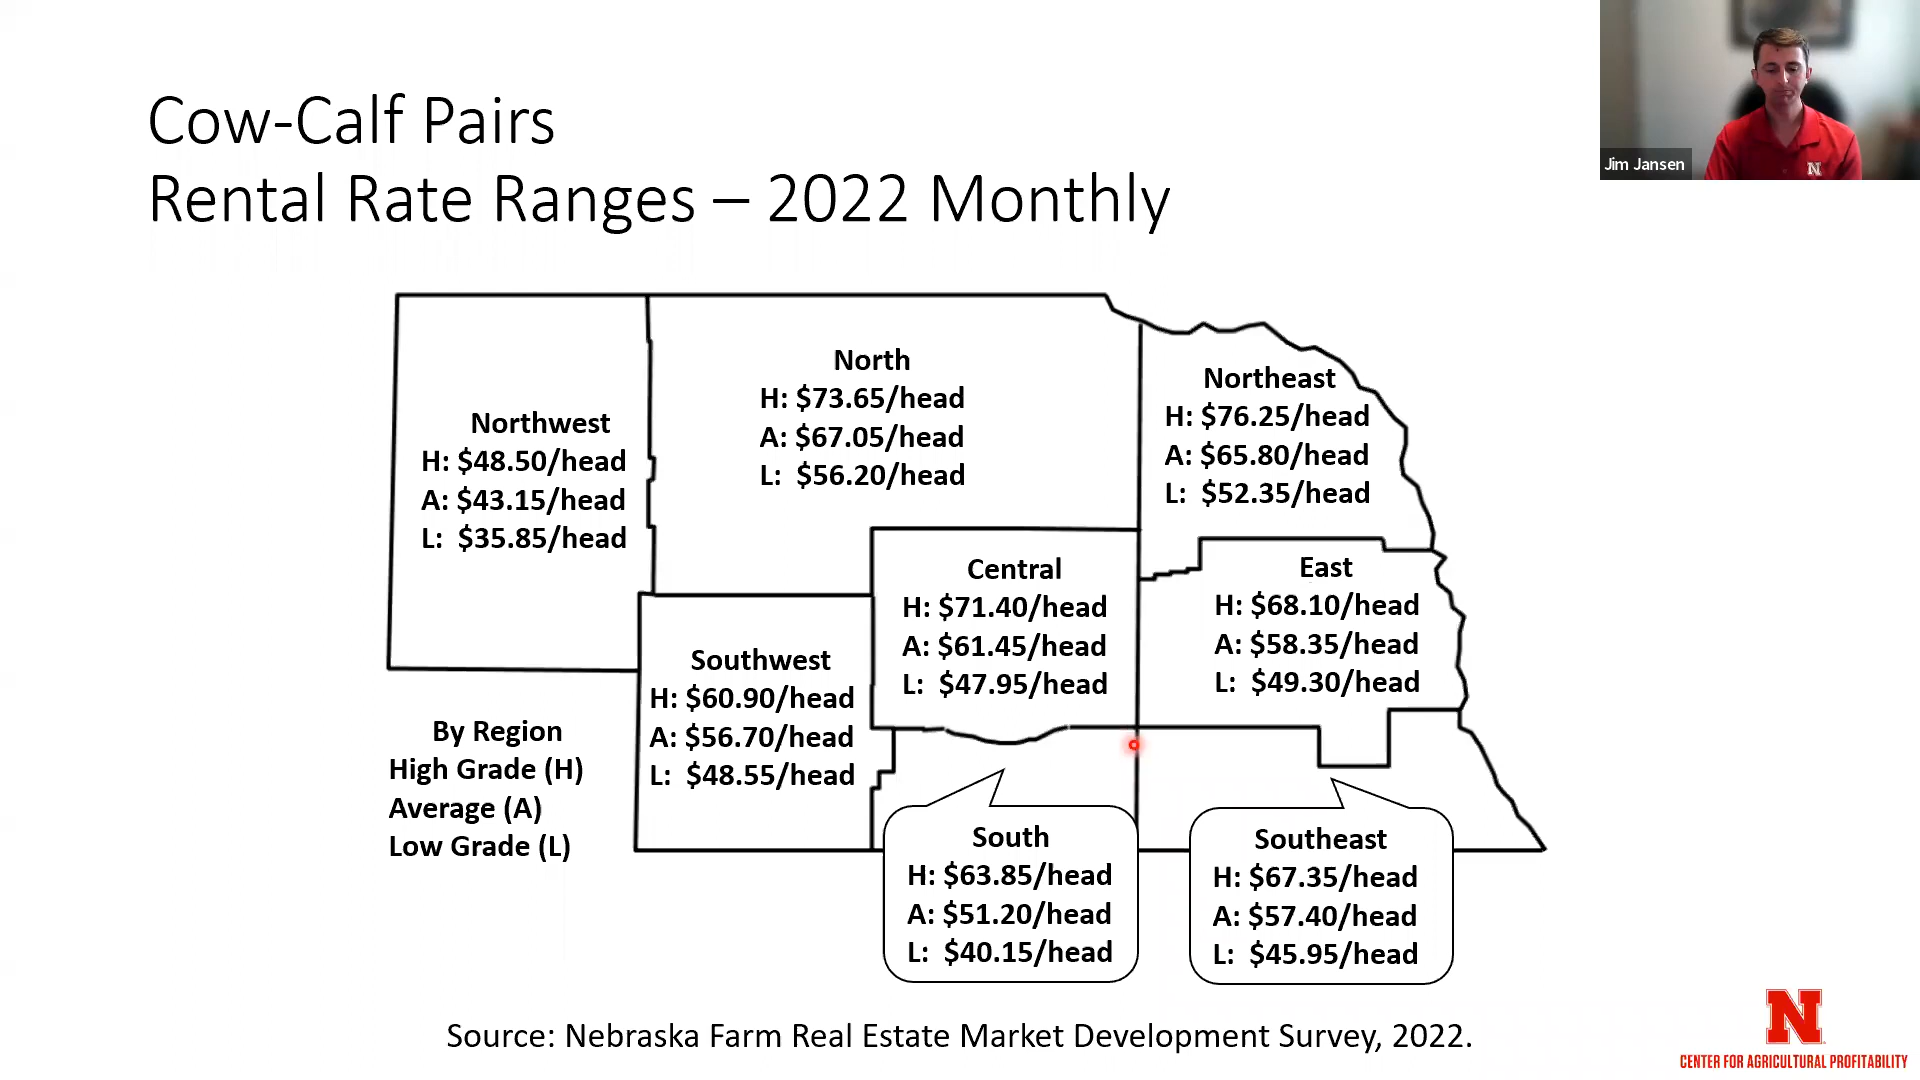 Cow-Calf Pairs
Rental Rate Ranges – 2022 Monthly
Jim Jansen
N
North
H: $73.65/head
A: $67.05/head
L: $56.20/head
Northeast
H: $76.25/head
A: $65.80/head
L: $52.35/head
Northwest
H: $48.50/head
A: $43.15/head
L: $35.85/head
Central
H: $71.40/head
A: $61.45/head
L: $47.95/head
East
H: $68.10/head
A: $58.35/head
L: $49.30/head
Southwest
H: $60.90/head
A: $56.70/head
L: $48.55/head
By Region
High Grade (H)
Average (A)
Low Grade (L)
South
H: $63.85/head
A: $51.20/head
L: $40.15/head
Southeast
H: $67.35/head
A: $57.40/head
L: $45.95/head
Source: Nebraska Farm Real Estate Market Development Survey, 2022.
N
CENTER FOR AGRICULTURAL PROFITABILITY